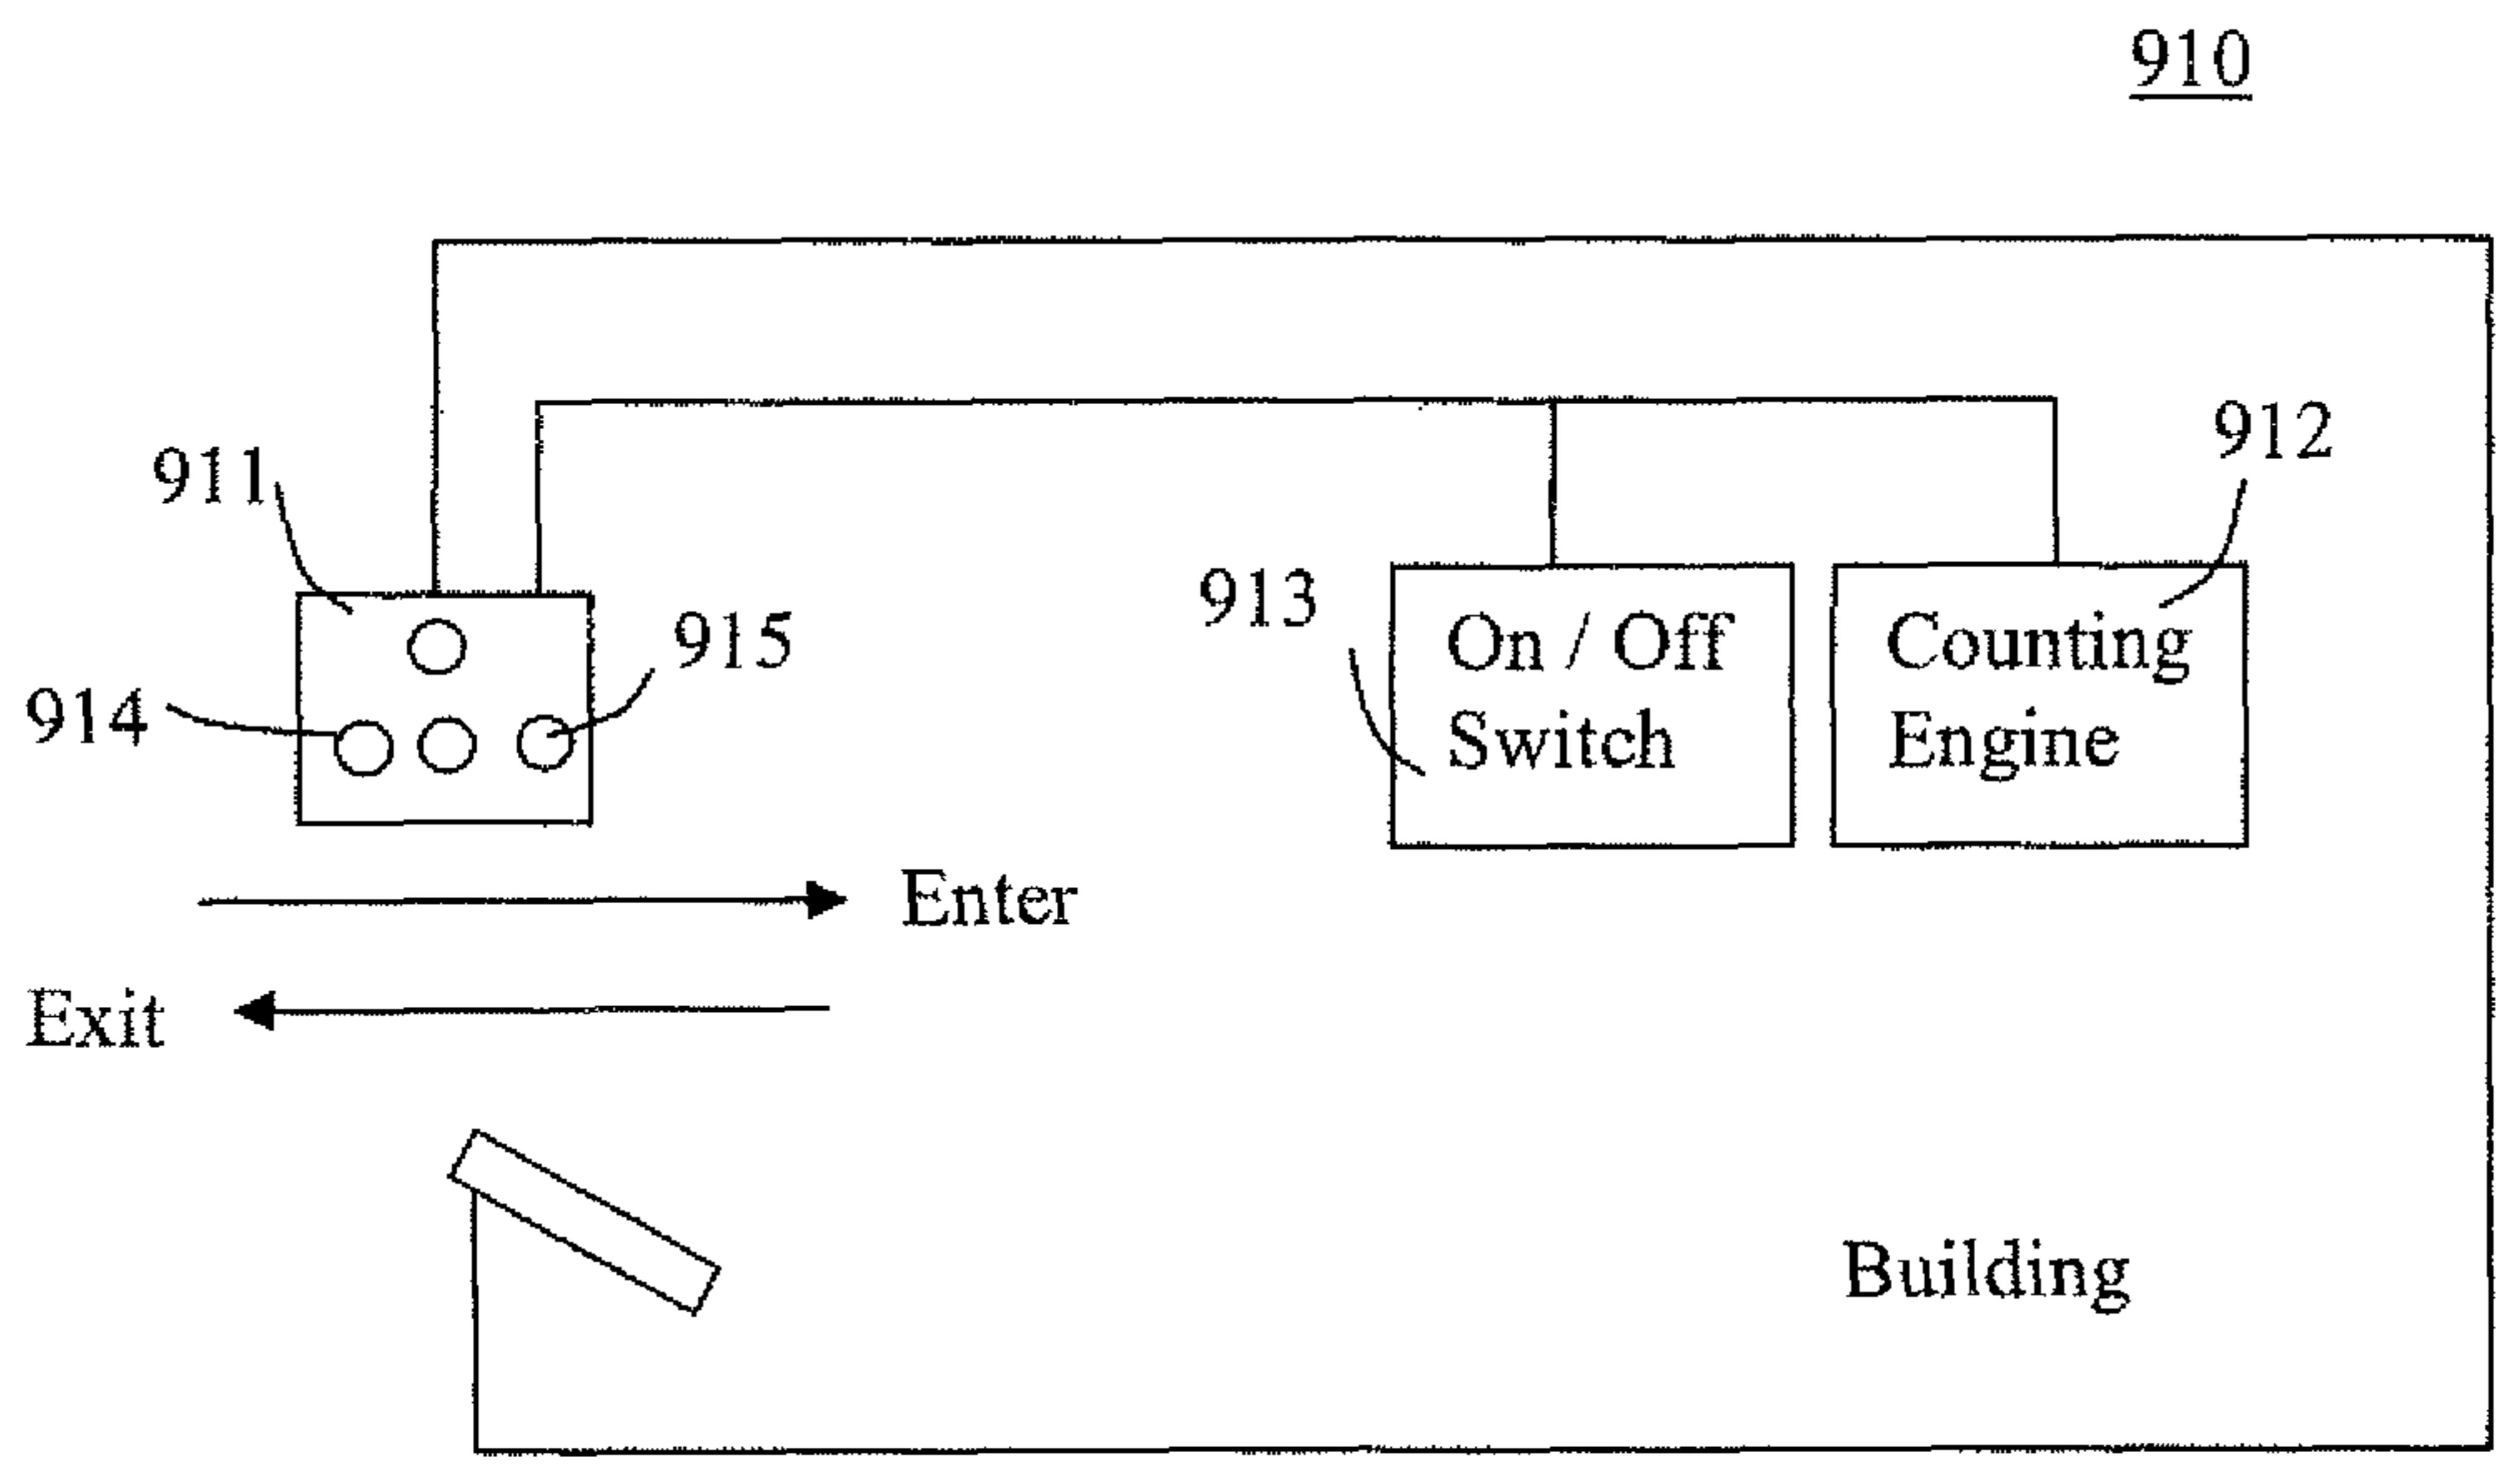 910
911
912
913
915
914
On / Off
Switch
Counting
Engine
Enter
Exit
Building